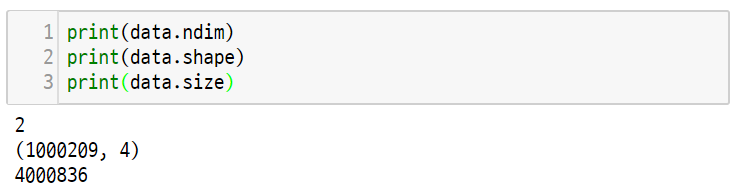 1 print(data.ndim)
2 print(data.shape)
3 print(data.size)
2
(1000209, 4)
4000836